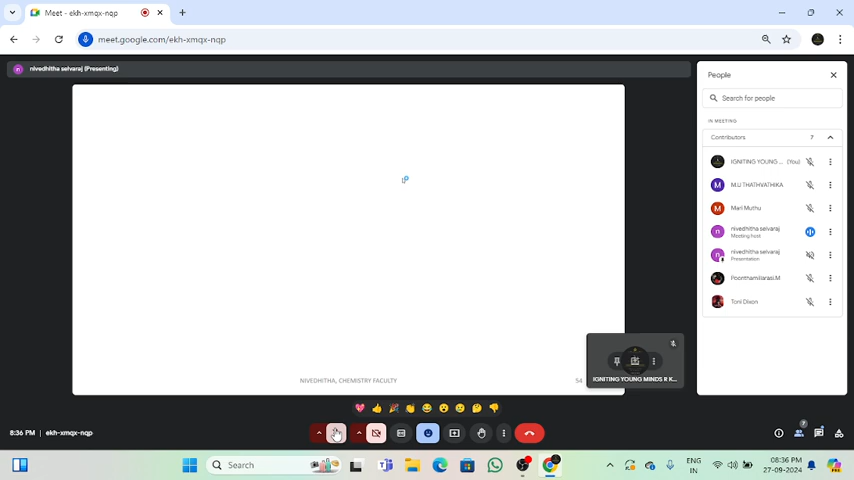 Meet - ekh-xmqx-nqp
meet.google.com/ekh-xmqx-nqp
nivedhitha selvaraj (Presenting)
People
Search for people
IN MEETING
Contributors 7
IGNITING YOUNG ... (You)
M.U THATHVATHIKA
Mari Muthu
nivedhitha selvaraj
Meeting host
nivedhitha selvaraj
Presentation
Poonthamilarasi.M
Toni Dixon
NIVEDHITHA, CHEMISTRY FACULTY 54
IGNITING YOUNG MINDS R K...
8:36 PM | ekh-xmqx-nqp
7
Search
ENG
IN
08:36 PM
27-09-2024